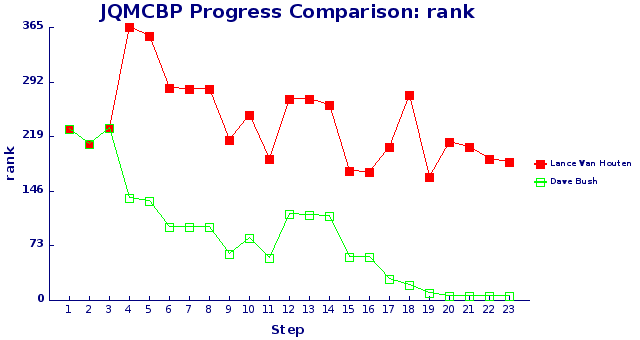 JQMCBP Progress Comparison: rank
365
292
219
146
73
0
rank
1 2 3 4 5 6 7 8 9 10 11 12 13 14 15 16 17 18 19 20 21 22 23
Step
Lance Van Houten
Dave Bush